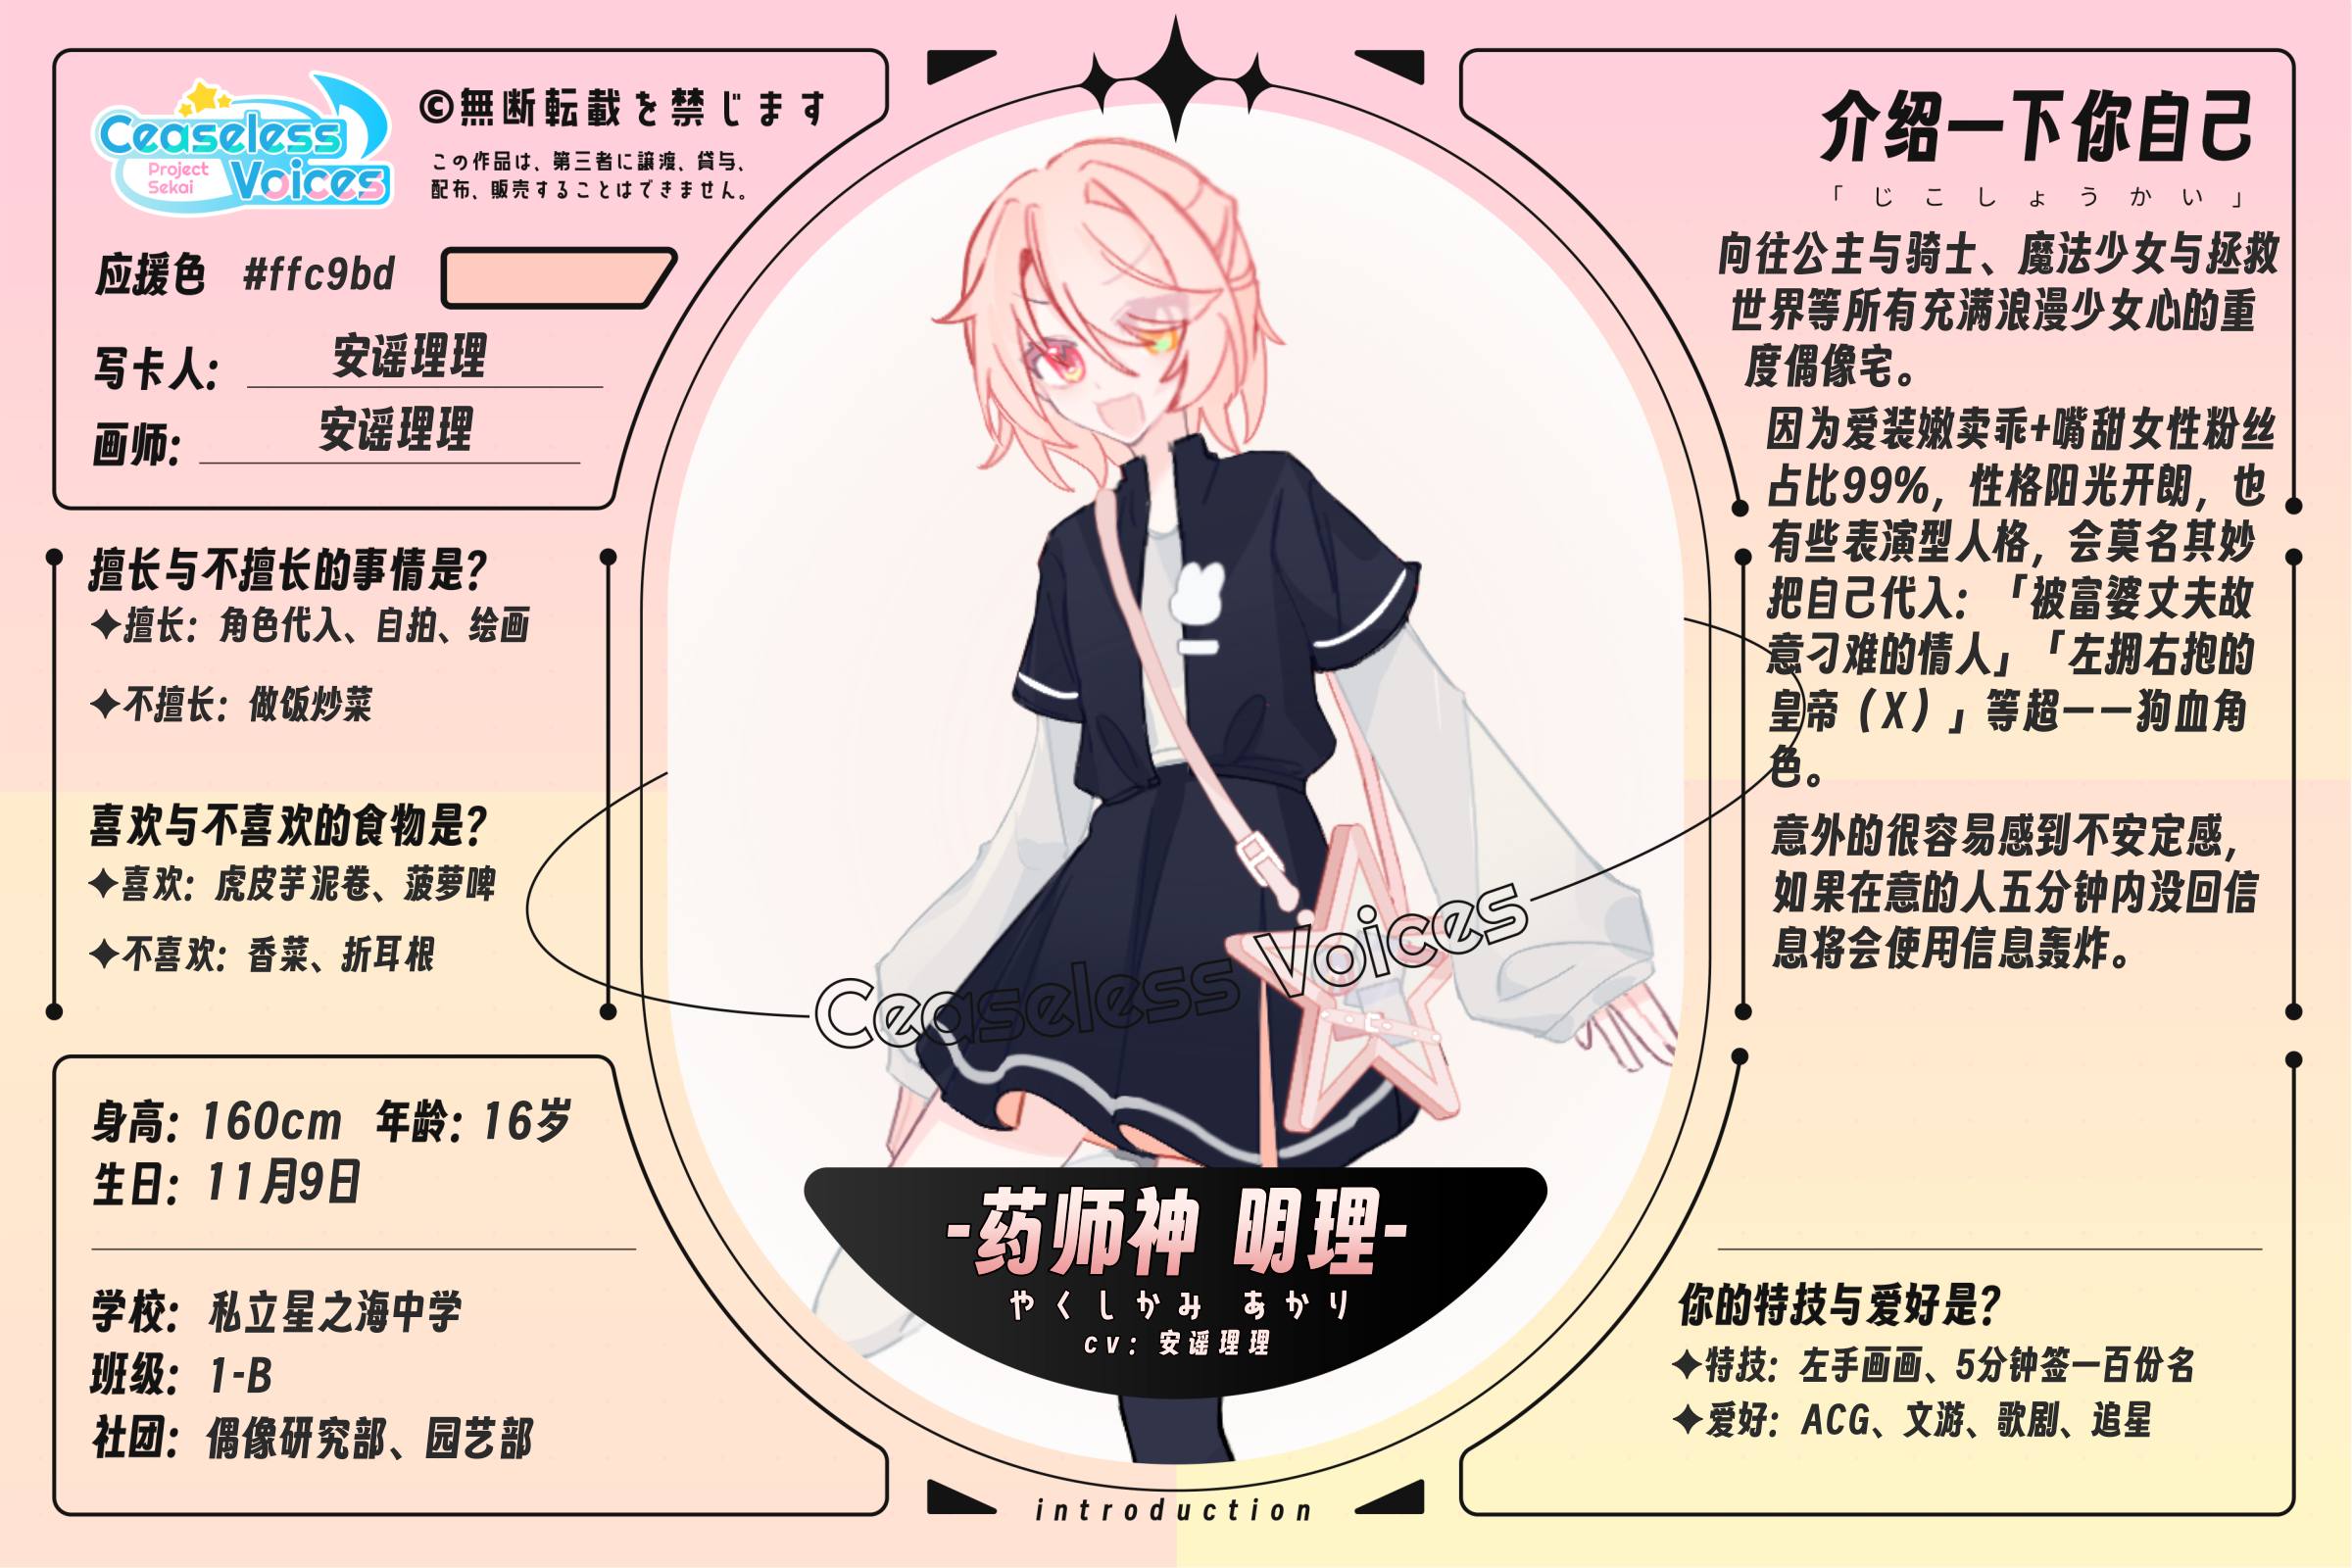 Ceaseless
Voices
Project
Sekai
©無断転載を禁じます
この作品は、第三者に譲渡、貸与、
配布、販売することはできません。
应援色 #ffc9bd
写卡人: 安谣理理
画师: 安谣理理
擅长与不擅长的事情是?
✦擅长: 角色代入、自拍、绘画
✦不擅长: 做饭炒菜
喜欢与不喜欢的食物是?
✦喜欢: 虎皮芋泥卷、菠萝啤
✦不喜欢: 香菜、折耳根
身高: 160cm 年龄: 16岁
生日: 11月9日
学校: 私立星之海中学
班级: 1-B
社团: 偶像研究部、园艺部
Ceaseless Voices
-药师神 明理-
やくしかみ あかり
cv: 安谣理理
introduction
介绍一下你自己
「じこしょうかい」
向往公主与骑士、魔法少女与拯救
世界等所有充满浪漫少女心的重
度偶像宅。
因为爱装嫩卖乖+嘴甜女性粉丝
占比99%, 性格阳光开朗, 也
有些表演型人格, 会莫名其妙
把自己代入: 「被富婆丈夫故
意刁难的情人」「左拥右抱的
皇帝 (X) 」等超一一狗血角
色。
意外的很容易感到不安定感,
如果在意的人五分钟内没回信
息将会使用信息轰炸。
你的特技与爱好是?
✦特技: 左手画画、5分钟签一百份名
✦爱好: ACG、文游、歌剧、追星